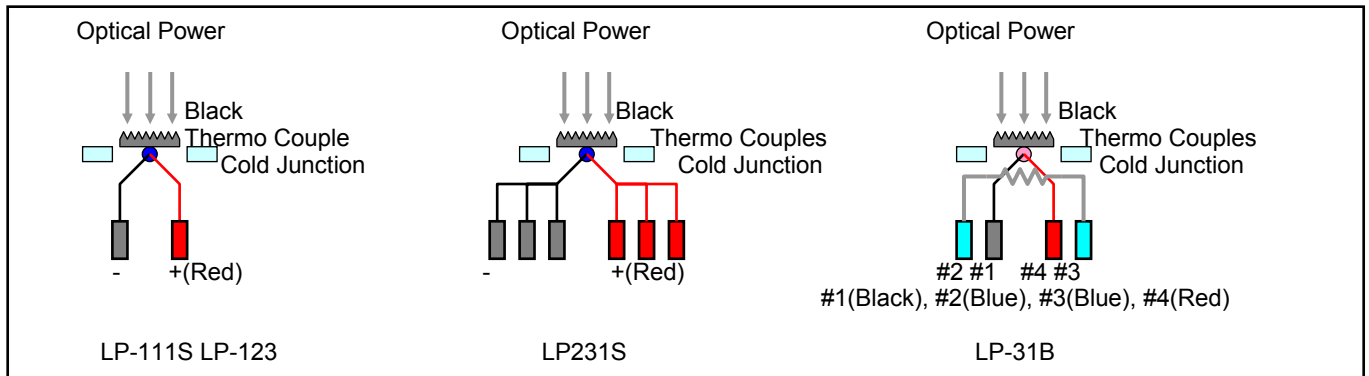 Optical Power
Black
Thermo Couple
Cold Junction
- +(Red)
LP-111S LP-123
Optical Power
Black
Thermo Couples
Cold Junction
- +(Red)
LP231S
Optical Power
Black
Thermo Couples
Cold Junction
#2 #1 #4 #3
#1(Black), #2(Blue), #3(Blue), #4(Red)
LP-31B